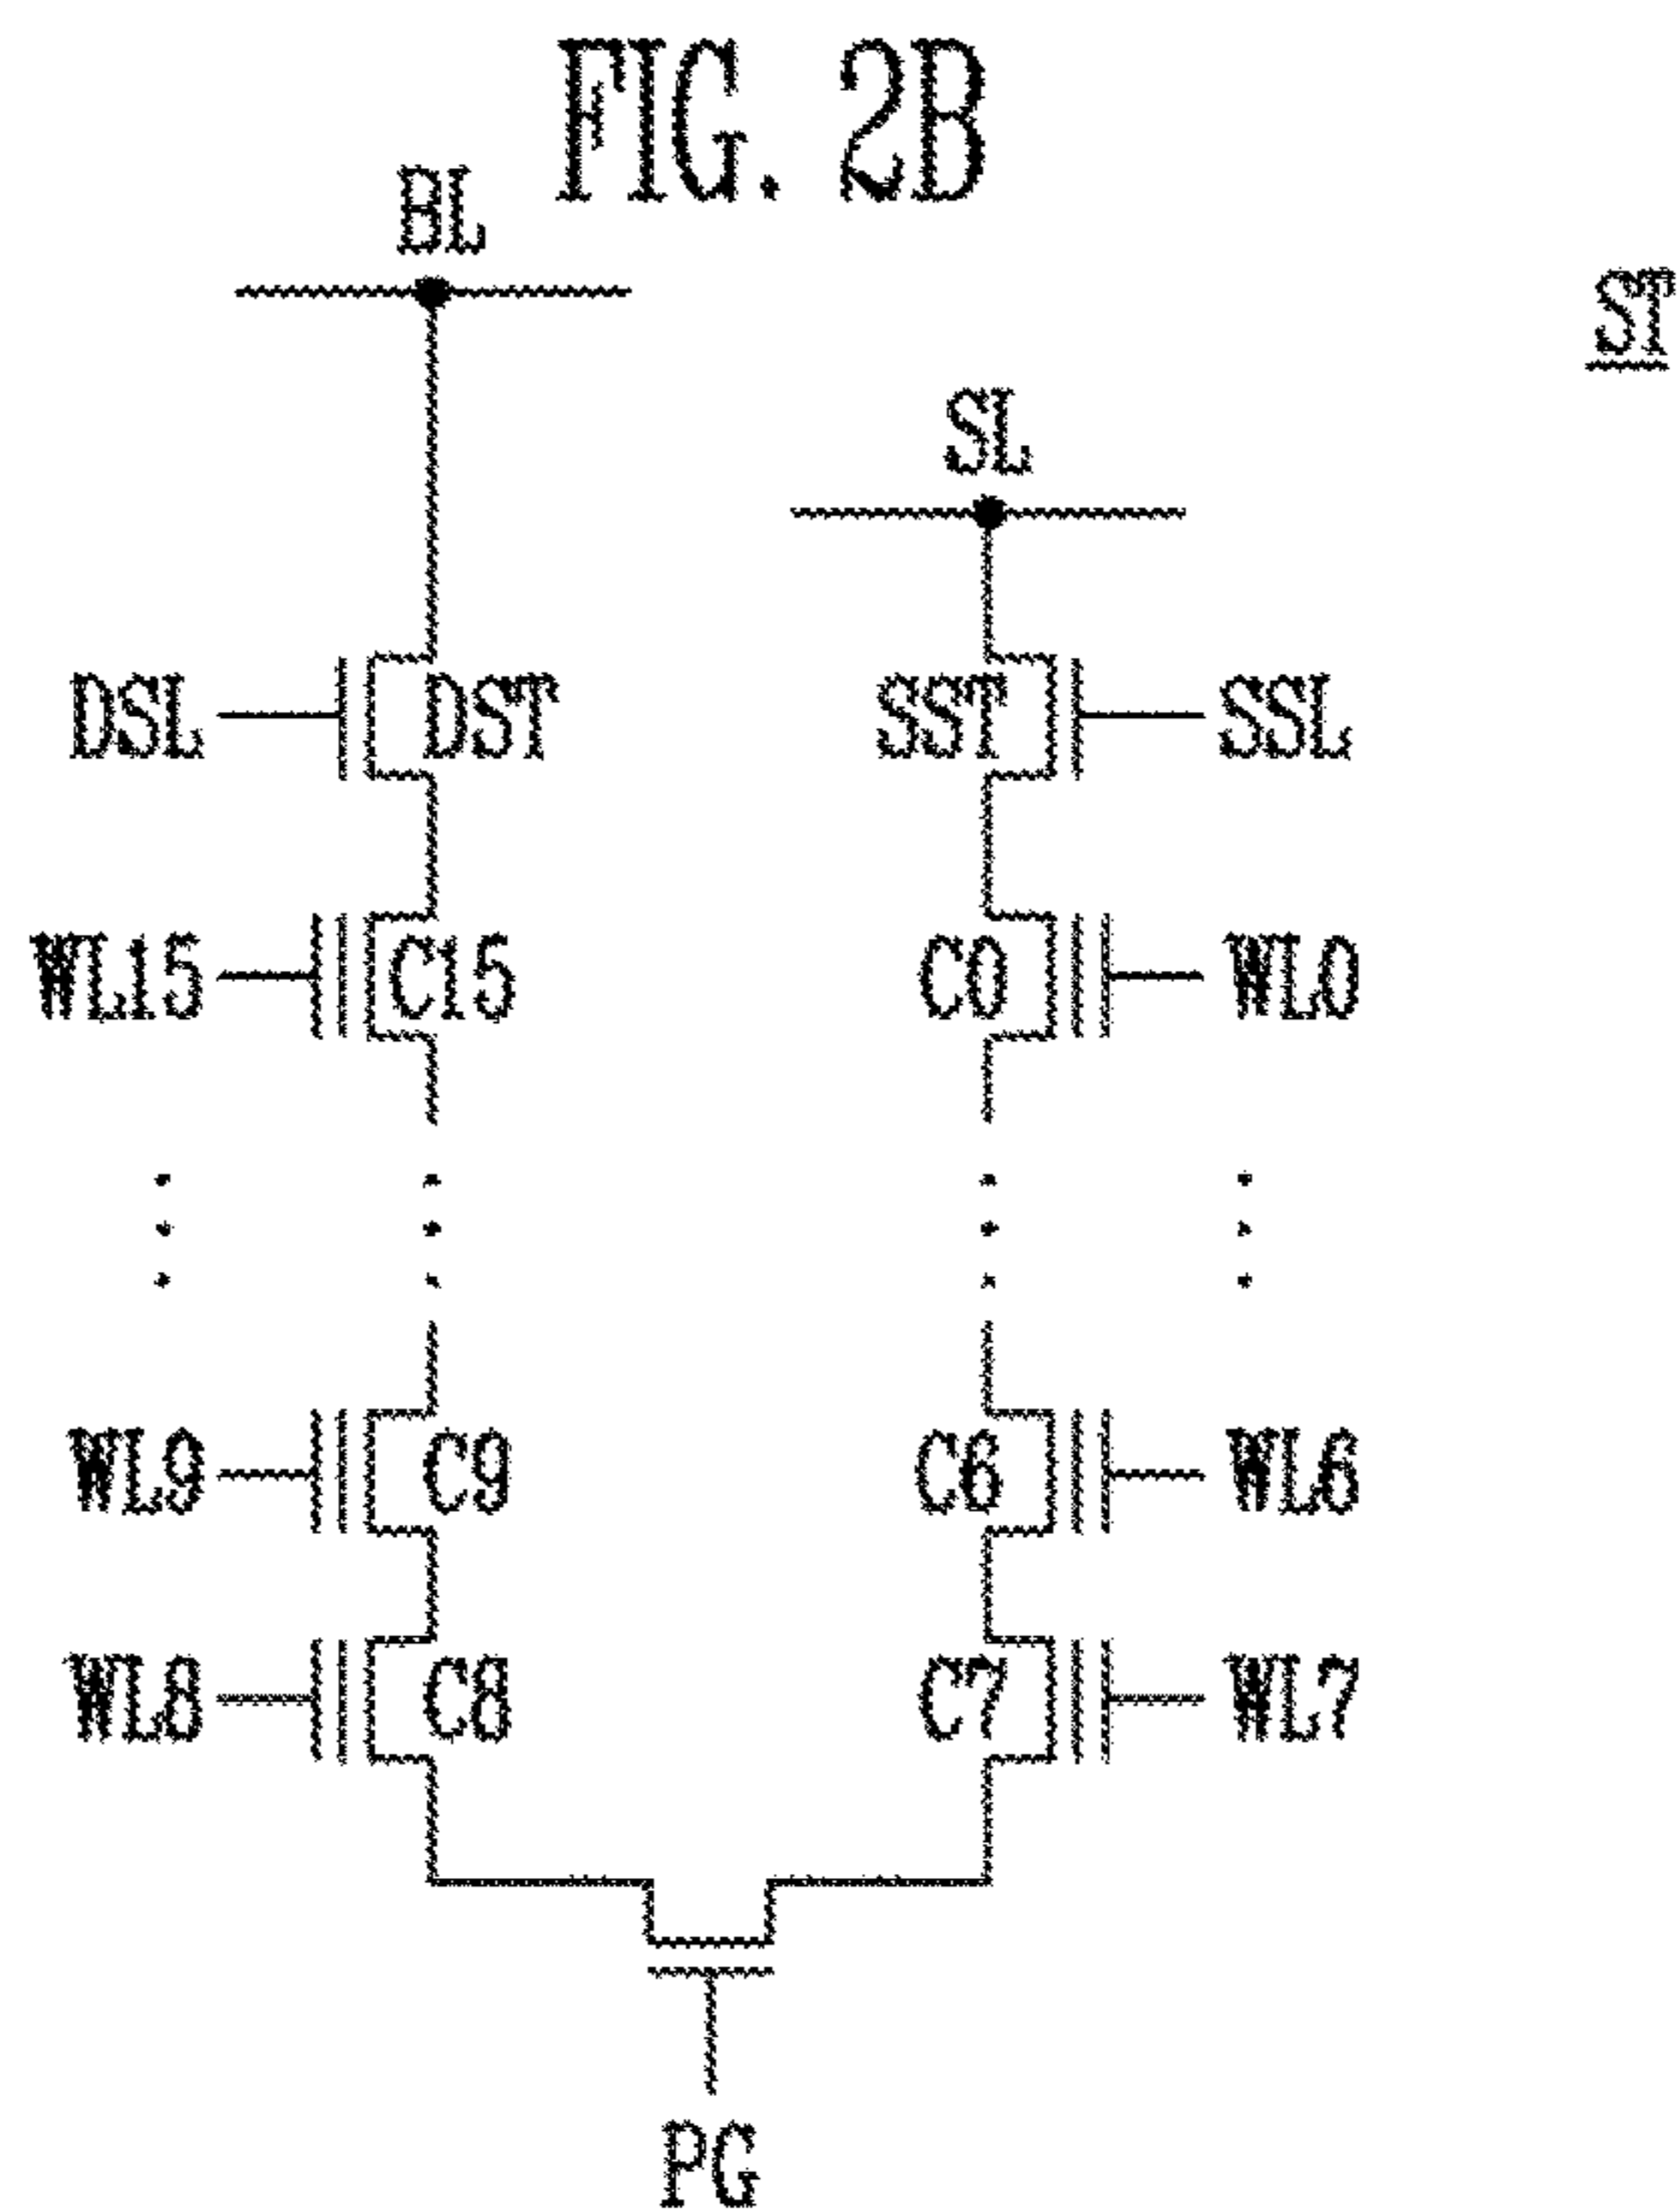 FIG. 2B
BL
ST
SL
DSL DST SST SSL
WL15 C15 C0 WL0
WL9 C9 C6 WL6
WL8 C8 C7 WL7
PG